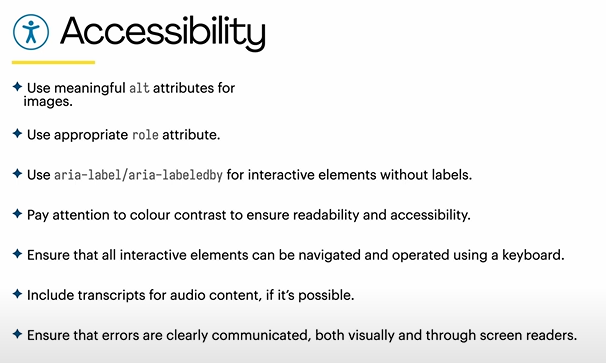 Accessibility
✦ Use meaningful alt attributes for
images.
✦ Use appropriate role attribute.
✦ Use aria-label/aria-labeledby for interactive elements without labels.
✦ Pay attention to colour contrast to ensure readability and accessibility.
✦ Ensure that all interactive elements can be navigated and operated using a keyboard.
✦ Include transcripts for audio content, if it's possible.
✦ Ensure that errors are clearly communicated, both visually and through screen readers.